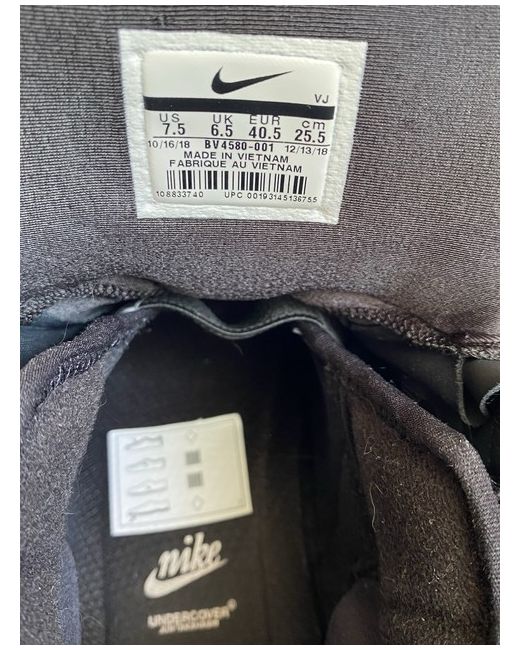 VJ
US UK EUR cm
7.5 6.5 40.5 25.5
10/16/18 BV4580-001 12/13/18
MADE IN VIETNAM
FABRIQUE AU VIETNAM
108833740 UPC 00193145136755
nike
UNDERCOVER